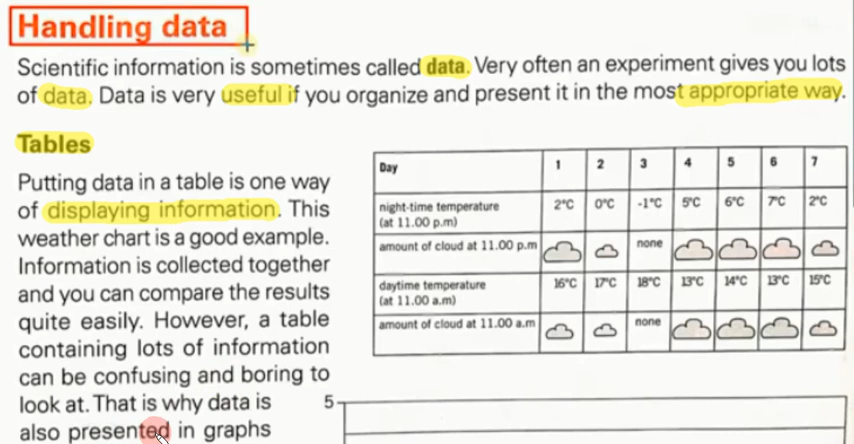 Handling data
Scientific information is sometimes called data. Very often an experiment gives you lots
of data. Data is very useful if you organize and present it in the most appropriate way.
Tables
Putting data in a table is one way
of displaying information. This
weather chart is a good example.
Information is collected together
and you can compare the results
quite easily. However, a table
containing lots of information
can be confusing and boring to
look at. That is why data is
also presented in graphs
Day 1 2 3 4 5 6 7
night-time temperature 2°C 0°C -1°C 5°C 6°C 7°C 2°C
(at 11.00 p.m)
amount of cloud at 11.00 p.m none
daytime temperature 16°C 17°C 18°C 13°C 14°C 13°C 15°C
(at 11.00 a.m)
amount of cloud at 11.00 a.m none
5